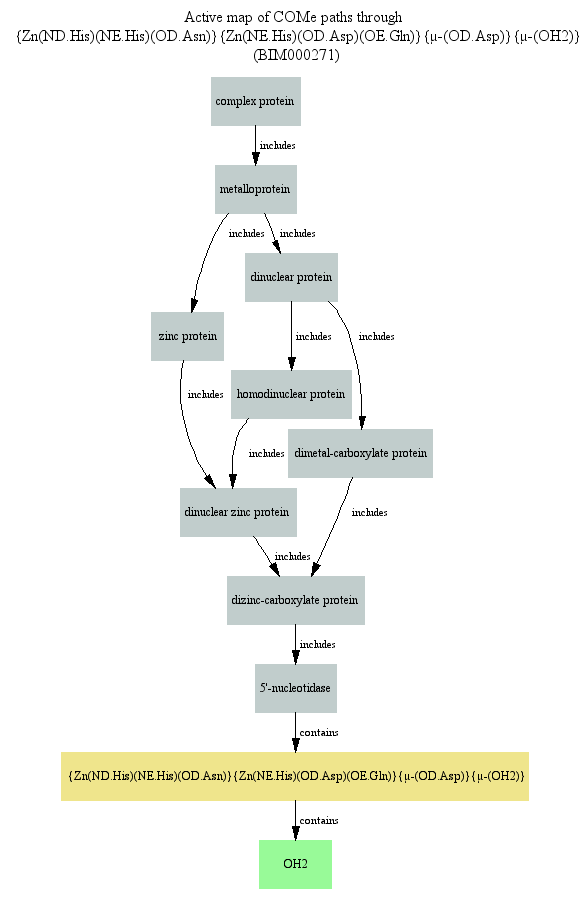 Active map of COMe paths through
{Zn(ND.His)(NE.His)(OD.Asn)}{Zn(NE.His)(OD.Asp)(OE.Gln)}{μ-(OD.Asp)}{μ-(OH2)}
(BIM000271)
complex protein
includes
metalloprotein
includes
includes
dinuclear protein
zinc protein
includes
includes
includes
homodinuclear protein
includes
dimetal-carboxylate protein
dinuclear zinc protein
includes
includes
dizinc-carboxylate protein
includes
5'-nucleotidase
contains
{Zn(ND.His)(NE.His)(OD.Asn)}{Zn(NE.His)(OD.Asp)(OE.Gln)}{μ-(OD.Asp)}{μ-(OH2)}
contains
OH2